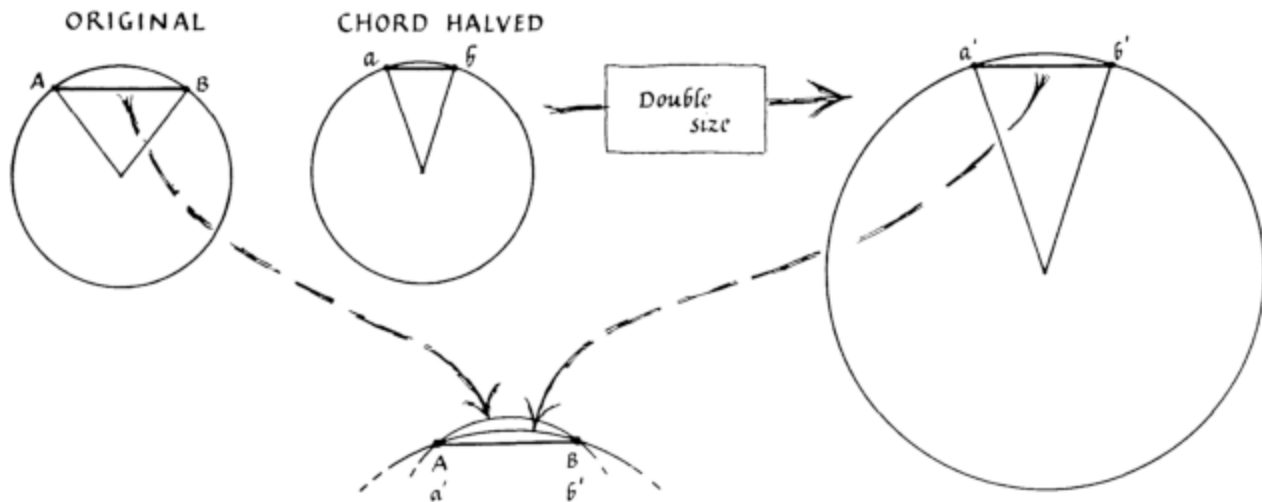 ORIGINAL
CHORD HALVED
A
B
a
b
Double
size
a'
b'
A
B
a'
b'